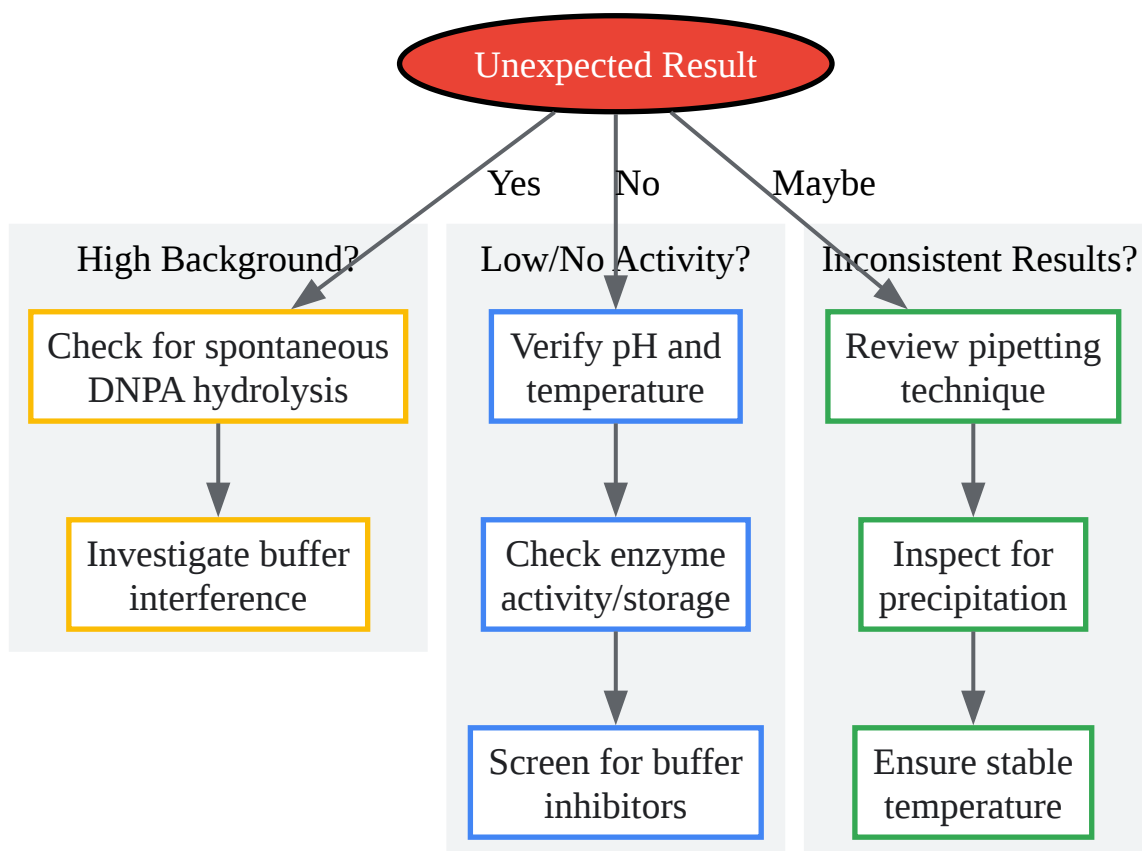 Unexpected Result
Yes
No
Maybe
High Background?
Check for spontaneous
DNPA hydrolysis
Investigate buffer
interference
Low/No Activity?
Verify pH and
temperature
Check enzyme
activity/storage
Screen for buffer
inhibitors
Inconsistent Results?
Review pipetting
technique
Inspect for
precipitation
Ensure stable
temperature